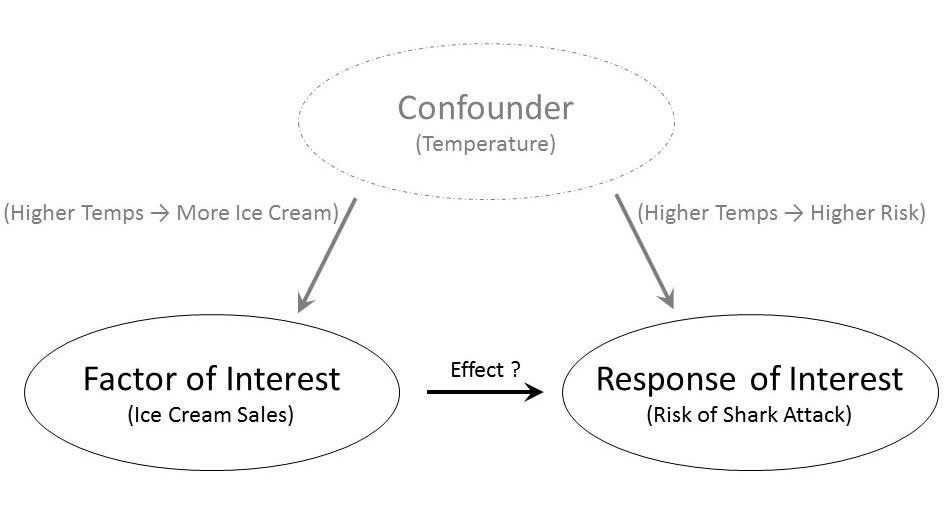 Confounder
(Temperature)
(Higher Temps → More Ice Cream)
(Higher Temps → Higher Risk)
Factor of Interest
(Ice Cream Sales)
Effect ?
Response of Interest
(Risk of Shark Attack)